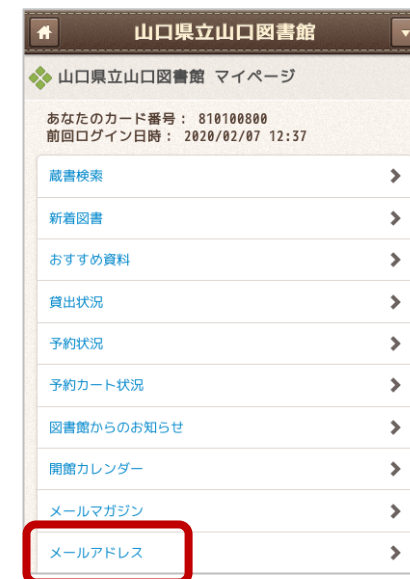 山口県立山口図書館
山口県立山口図書館 マイページ
あなたのカード番号： 810100800
前回ログイン日時： 2020/02/07 12:37
蔵書検索
新着図書
おすすめ資料
貸出状況
予約状況
予約カート状況
図書館からのお知らせ
開館カレンダー
メールマガジン
メールアドレス